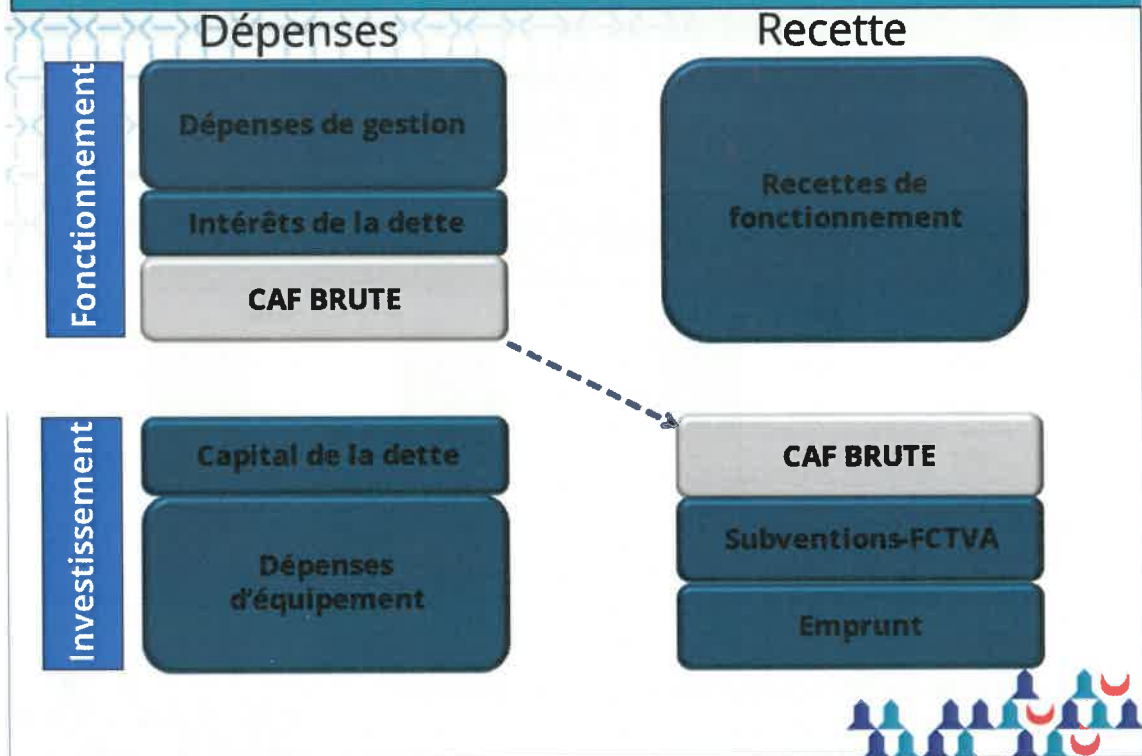 Dépenses
Recette
Fonctionnement
Dépenses de gestion
Intérêts de la dette
CAF BRUTE
Recettes de
fonctionnement
Investissement
Capital de la dette
Dépenses
d'équipement
CAF BRUTE
Subventions-FCTVA
Emprunt